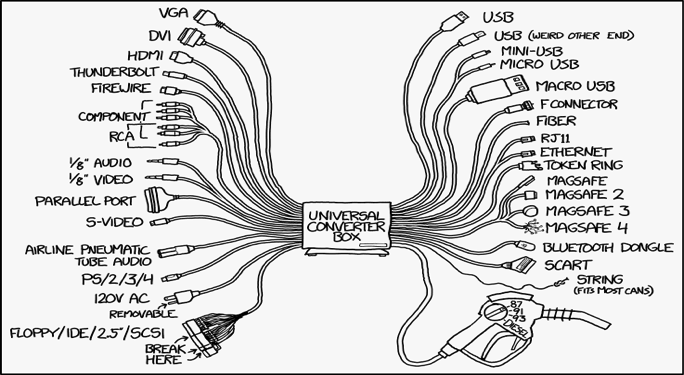 VGA
DVI
HDMI
THUNDERBOLT
FIREWIRE
COMPONENT
RCA
1/8" AUDIO
1/8" VIDEO
PARALLEL PORT
S-VIDEO
AIRLINE PNEUMATIC
TUBE AUDIO
PS/2/3/4
120V AC
REMOVABLE
FLOPPY/IDE/2.5"/SCSI
BREAK
HERE
UNIVERSAL
CONVERTER
BOX
USB
USB (WEIRD OTHER END)
MINI-USB
MICRO USB
MACRO USB
F CONNECTOR
FIBER
RJ11
ETHERNET
TOKEN RING
MAGSAFE
MAGSAFE 2
MAGSAFE 3
MAGSAFE 4
BLUETOOTH DONGLE
SCART
STRING
(FITS MOST CANS)
-87
-91
-93
-DIESEL